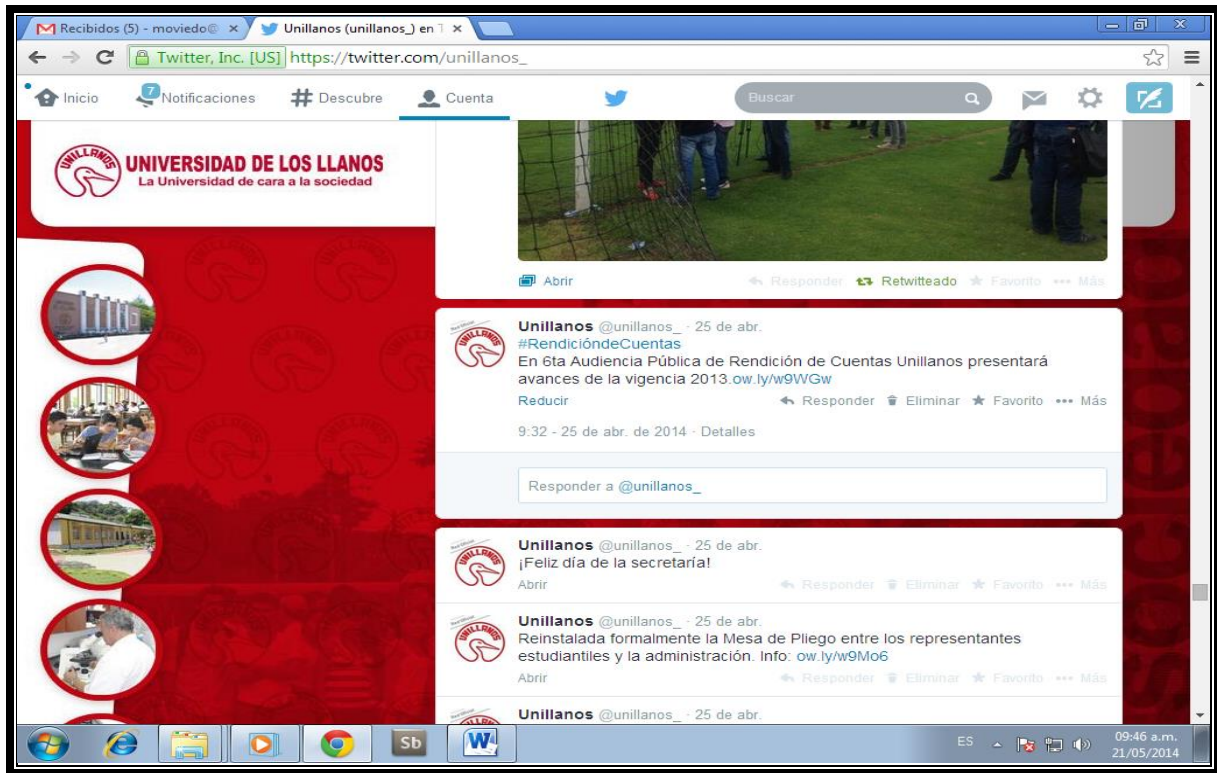 Recibidos (5) - moviedo@
Unillanos (unillanos_) en T
Twitter, Inc. [US] https://twitter.com/unillanos_
Inicio
7
Notificaciones
Descubre
Cuenta
Buscar
UNILLANOS
UNIVERSIDAD DE LOS LLANOS
La Universidad de cara a la sociedad
Abrir
Responder Retwitteado Favorito ••• Más
Unillanos @unillanos_ · 25 de abr.
#RendicióndeCuentas
En 6ta Audiencia Pública de Rendición de Cuentas Unillanos presentará
avances de la vigencia 2013.ow.ly/w9WGw
Reducir
Responder Eliminar Favorito ••• Más
9:32 - 25 de abr. de 2014 · Detalles
Responder a @unillanos_
Unillanos @unillanos_ · 25 de abr.
¡Feliz día de la secretaría!
Abrir
Responder Eliminar Favorito ••• Más
Unillanos @unillanos_ · 25 de abr.
Reinstalada formalmente la Mesa de Pliego entre los representantes
estudiantiles y la administración. Info: ow.ly/w9Mo6
Abrir
Responder Eliminar Favorito ••• Más
Unillanos @unillanos_ · 25 de abr.
sociedad
Sb
W
ES
09:46 a.m.
21/05/2014